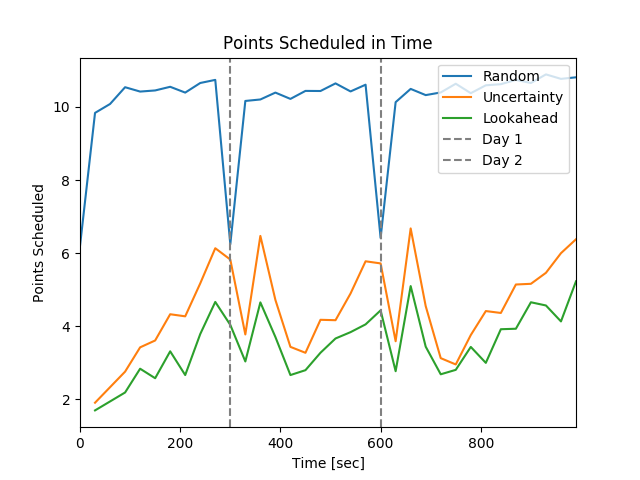 Points Scheduled in Time
Random
Uncertainty
Lookahead
Day 1
Day 2
Points Scheduled
10
8
6
4
2
0
200
400
600
800
Time [sec]